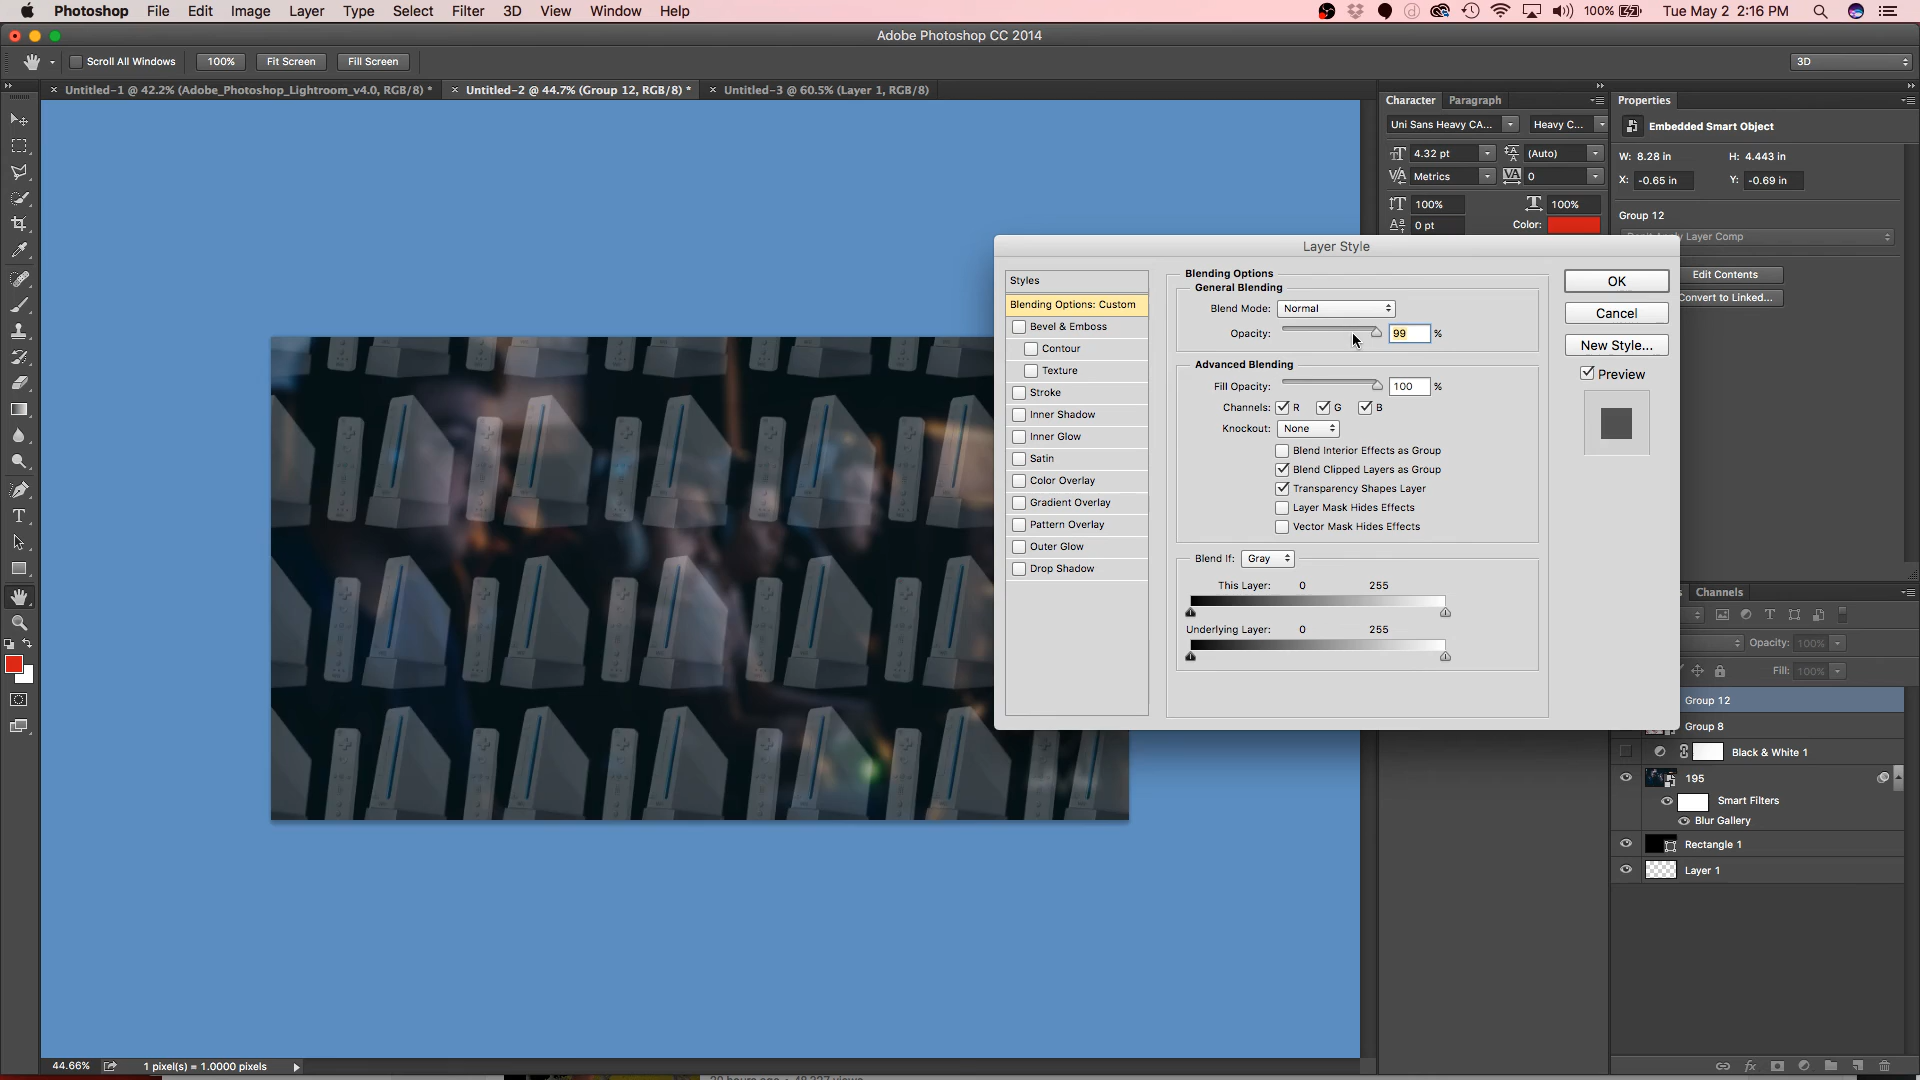 Photoshop File Edit Image Layer Type Select Filter 3D View Window Help 100% Tue May 2 2:16 PM
Adobe Photoshop CC 2014
Scroll All Windows 100% Fit Screen Fill Screen 3D
Untitled-1 @ 42.2% (Adobe_Photoshop_Lightroom_v4.0, RGB/8) *
Untitled-2 @ 44.7% (Group 12, RGB/8) *
Untitled-3 @ 60.5% (Layer 1, RGB/8)
Character Paragraph
Uni Sans Heavy CA... Heavy C...
4.32 pt (Auto)
Metrics 0
100% 100%
0 pt Color:
Properties
Embedded Smart Object
W: 8.28 in H: 4.443 in
X: -0.65 in Y: -0.69 in
Group 12
Don't Apply Layer Comp
Edit Contents
Convert to Linked...
Layer Style
Styles
Blending Options: Custom
Bevel & Emboss
Contour
Texture
Stroke
Inner Shadow
Inner Glow
Satin
Color Overlay
Gradient Overlay
Pattern Overlay
Outer Glow
Drop Shadow
Blending Options
General Blending
Blend Mode: Normal
Opacity: 99 %
Advanced Blending
Fill Opacity: 100 %
Channels: R G B
Knockout: None
Blend Interior Effects as Group
Blend Clipped Layers as Group
Transparency Shapes Layer
Layer Mask Hides Effects
Vector Mask Hides Effects
Blend If: Gray
This Layer: 0 255
Underlying Layer: 0 255
OK
Cancel
New Style...
Preview
Channels
Opacity: 100%
Fill: 100%
Group 12
Group 8
Black & White 1
195
Smart Filters
Blur Gallery
Rectangle 1
Layer 1
44.66% 1 pixel(s) = 1.0000 pixels